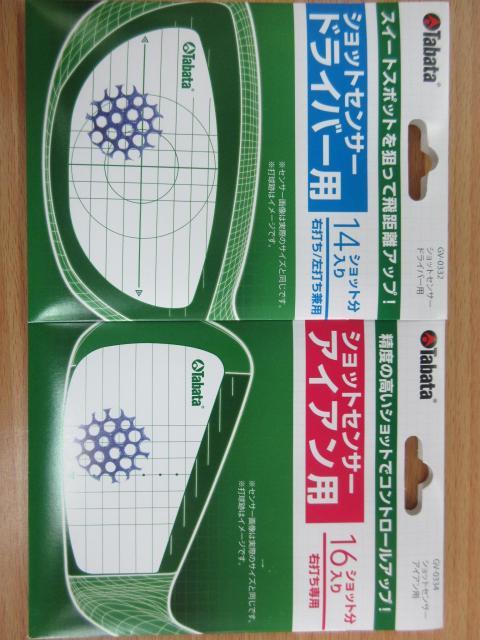 Tabata®
スイートスポットを狙って飛距離アップ!
GV-0332
ショットセンサー
ドライバー用
ショットセンサー
ドライバー用
14ショット分入り
右打ち/左打ち兼用
※センサー画像は実際のサイズと同じです。
※打球跡はイメージです。
Tabata®
Tabata®
精度の高いショットでコントロールアップ!
GV-0334
ショットセンサー
アイアン用
ショットセンサー
アイアン用
16ショット分入り
右打ち専用
※センサー画像は実際のサイズと同じです。
※打球跡はイメージです。
Tabata®